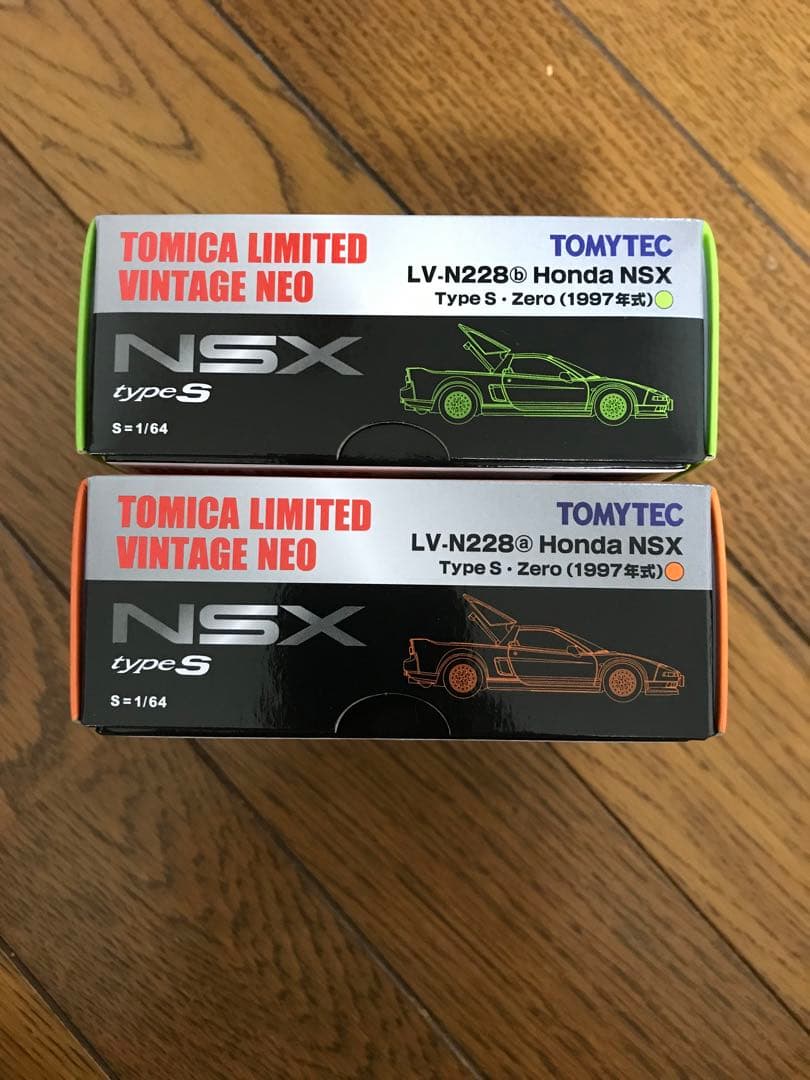 TOMICA LIMITED
VINTAGE NEO
TOMYTEC
LV-N228ⓑ Honda NSX
Type S・Zero (1997年式)
NSX
type S
S=1/64
TOMICA LIMITED
VINTAGE NEO
TOMYTEC
LV-N228ⓐ Honda NSX
Type S・Zero (1997年式)
NSX
type S
S=1/64